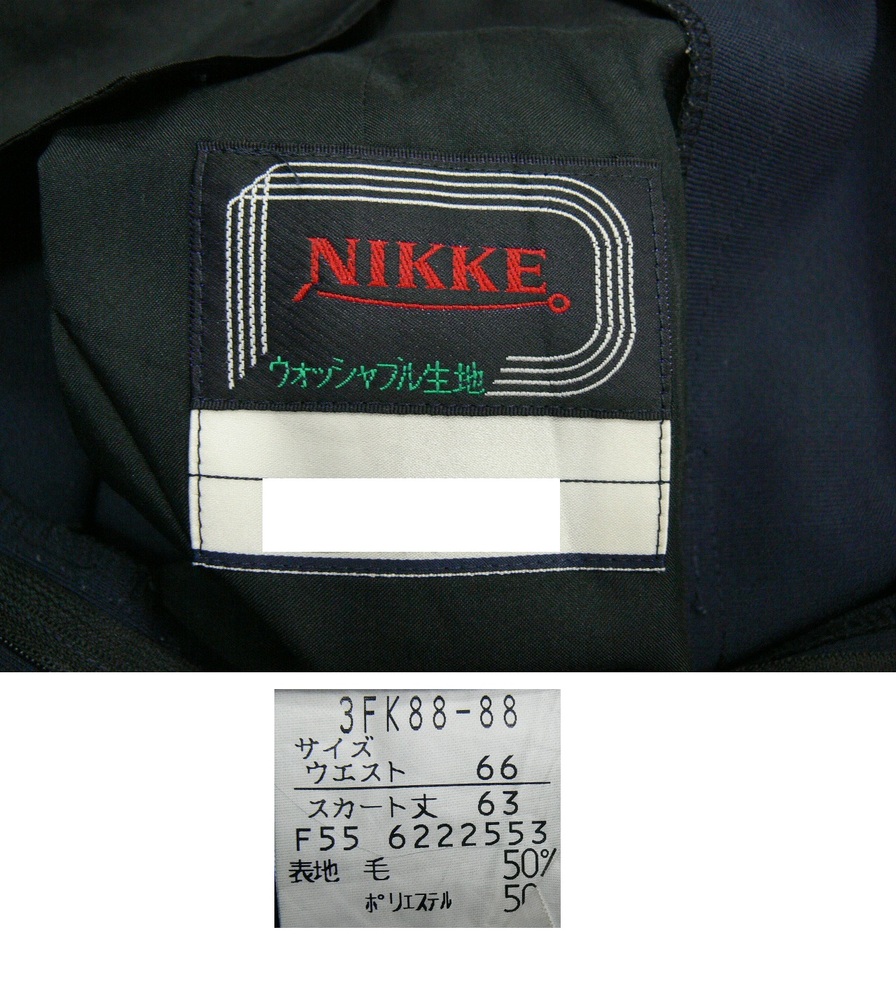 NIKKE
ウォッシャブル生地
3FK88-88
サイズ
ウエスト 66
スカート丈 63
F55 6222553
表地 毛 50%
ポリエステル 50